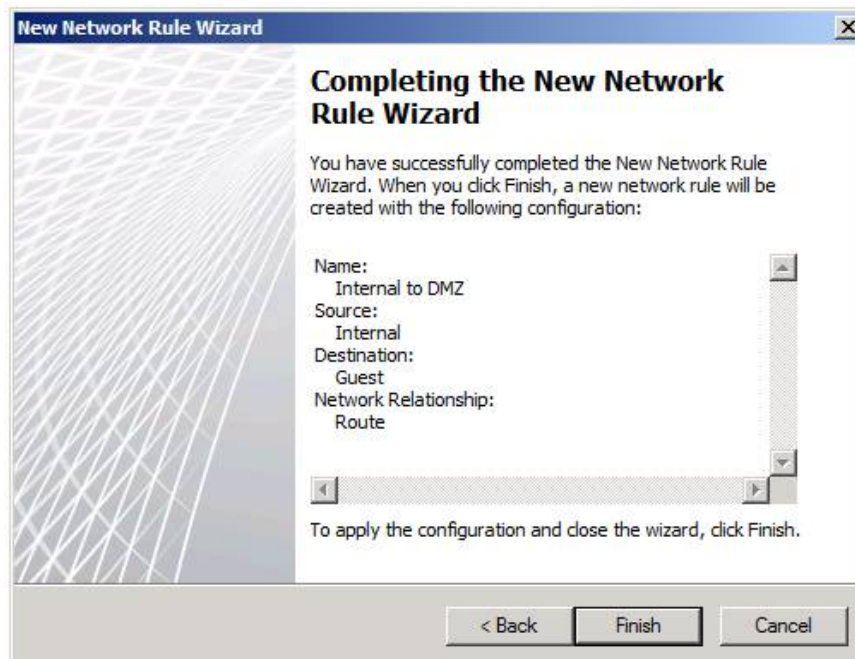 New Network Rule Wizard
Completing the New Network
Rule Wizard
You have successfully completed the New Network Rule
Wizard. When you click Finish, a new network rule will be
created with the following configuration:
Name:
Internal to DMZ
Source:
Internal
Destination:
Guest
Network Relationship:
Route
To apply the configuration and close the wizard, click Finish.
< Back Finish Cancel